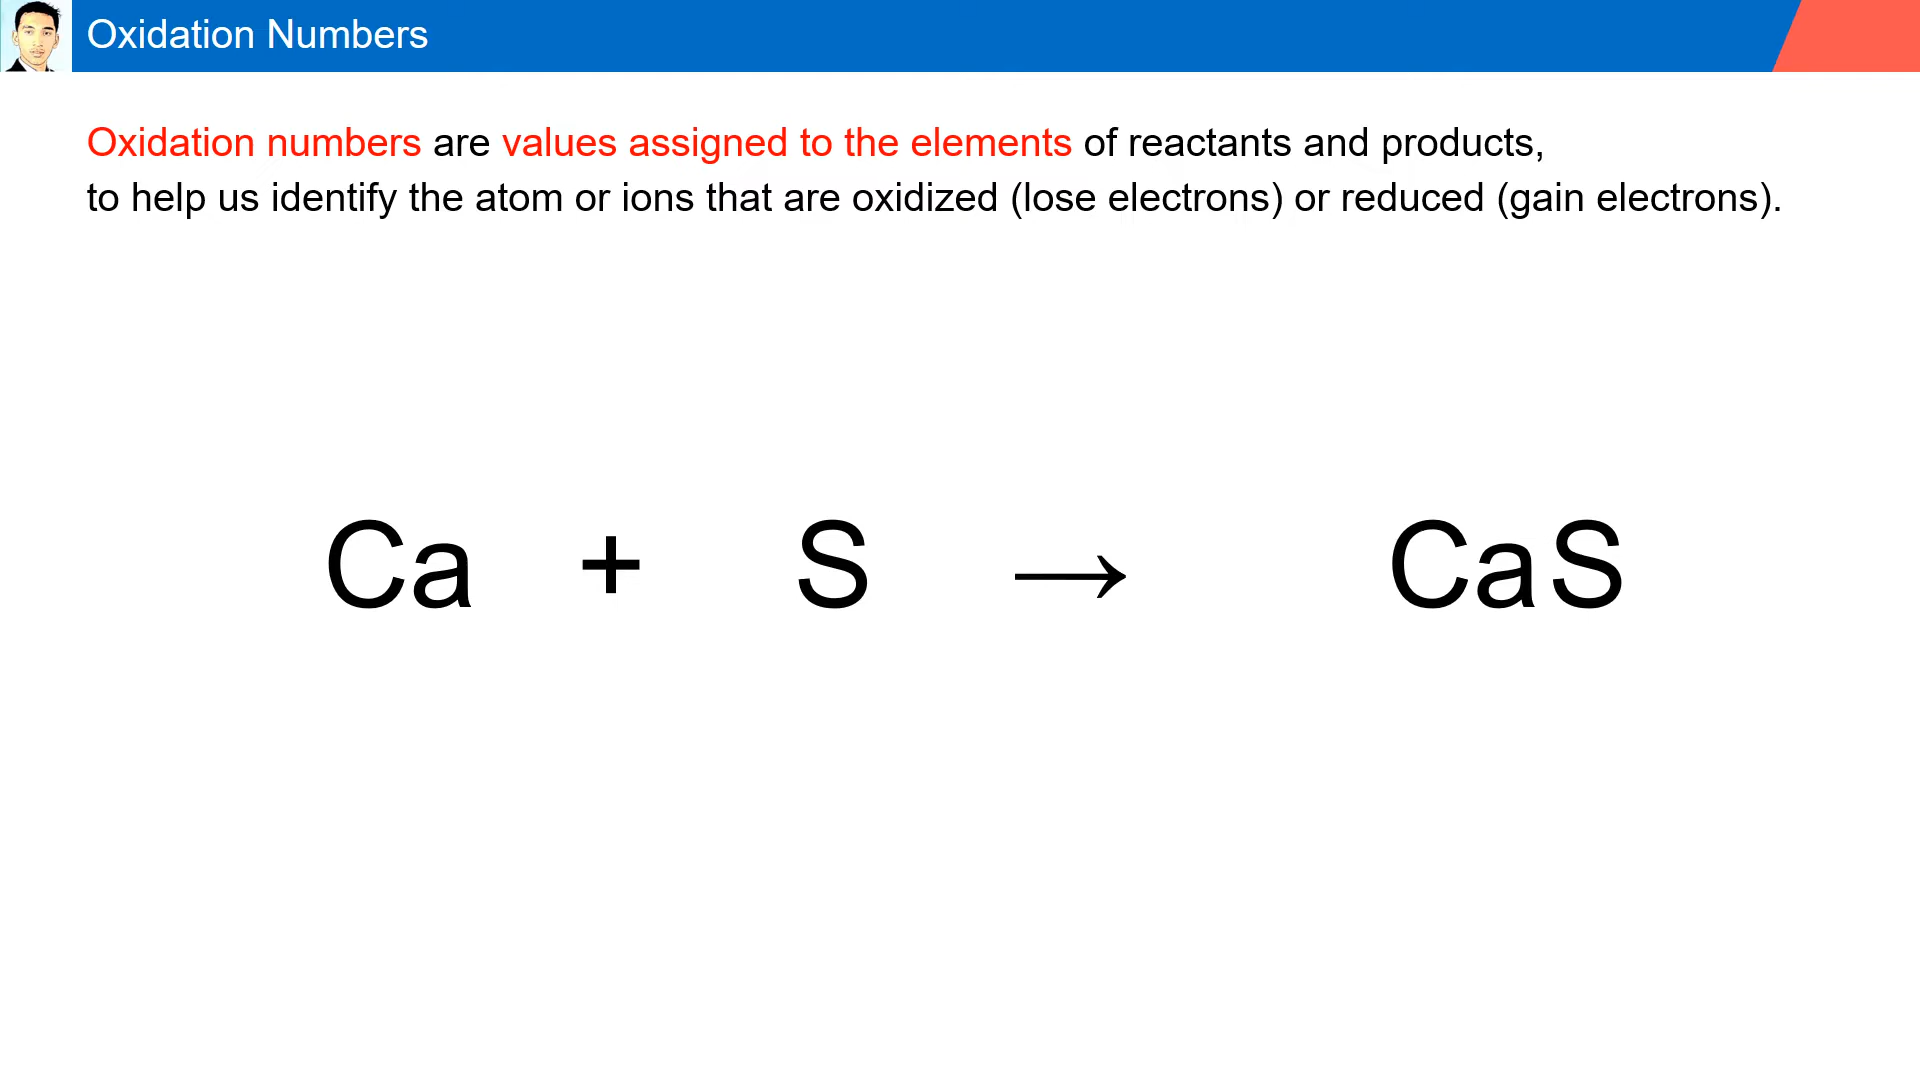 Oxidation Numbers
Oxidation numbers are values assigned to the elements of reactants and products,
to help us identify the atom or ions that are oxidized (lose electrons) or reduced (gain electrons).
Ca + S → CaS